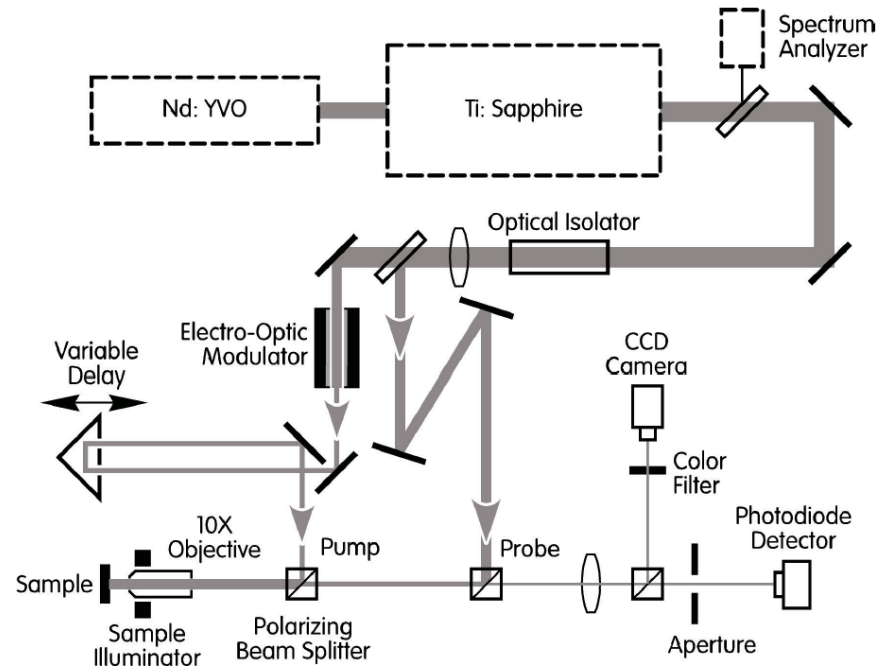 Spectrum
Analyzer
Nd: YVO
Ti: Sapphire
Optical Isolator
Electro-Optic
Modulator
Variable
Delay
CCD
Camera
Color
Filter
10X
Objective
Pump
Probe
Photodiode
Detector
Sample
Sample
Illuminator
Polarizing
Beam Splitter
Aperture